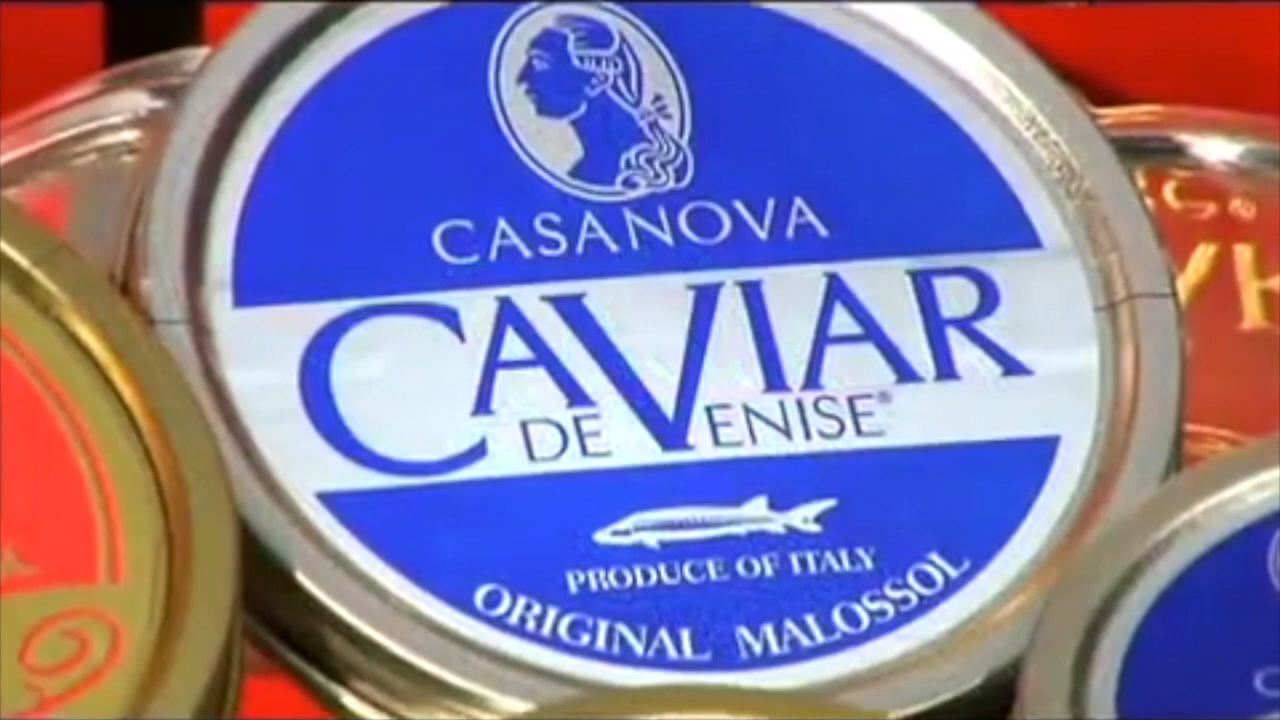 CASANOVA
CAVIAR
DE VENISE®
PRODUCE OF ITALY
ORIGINAL MALOSSOL